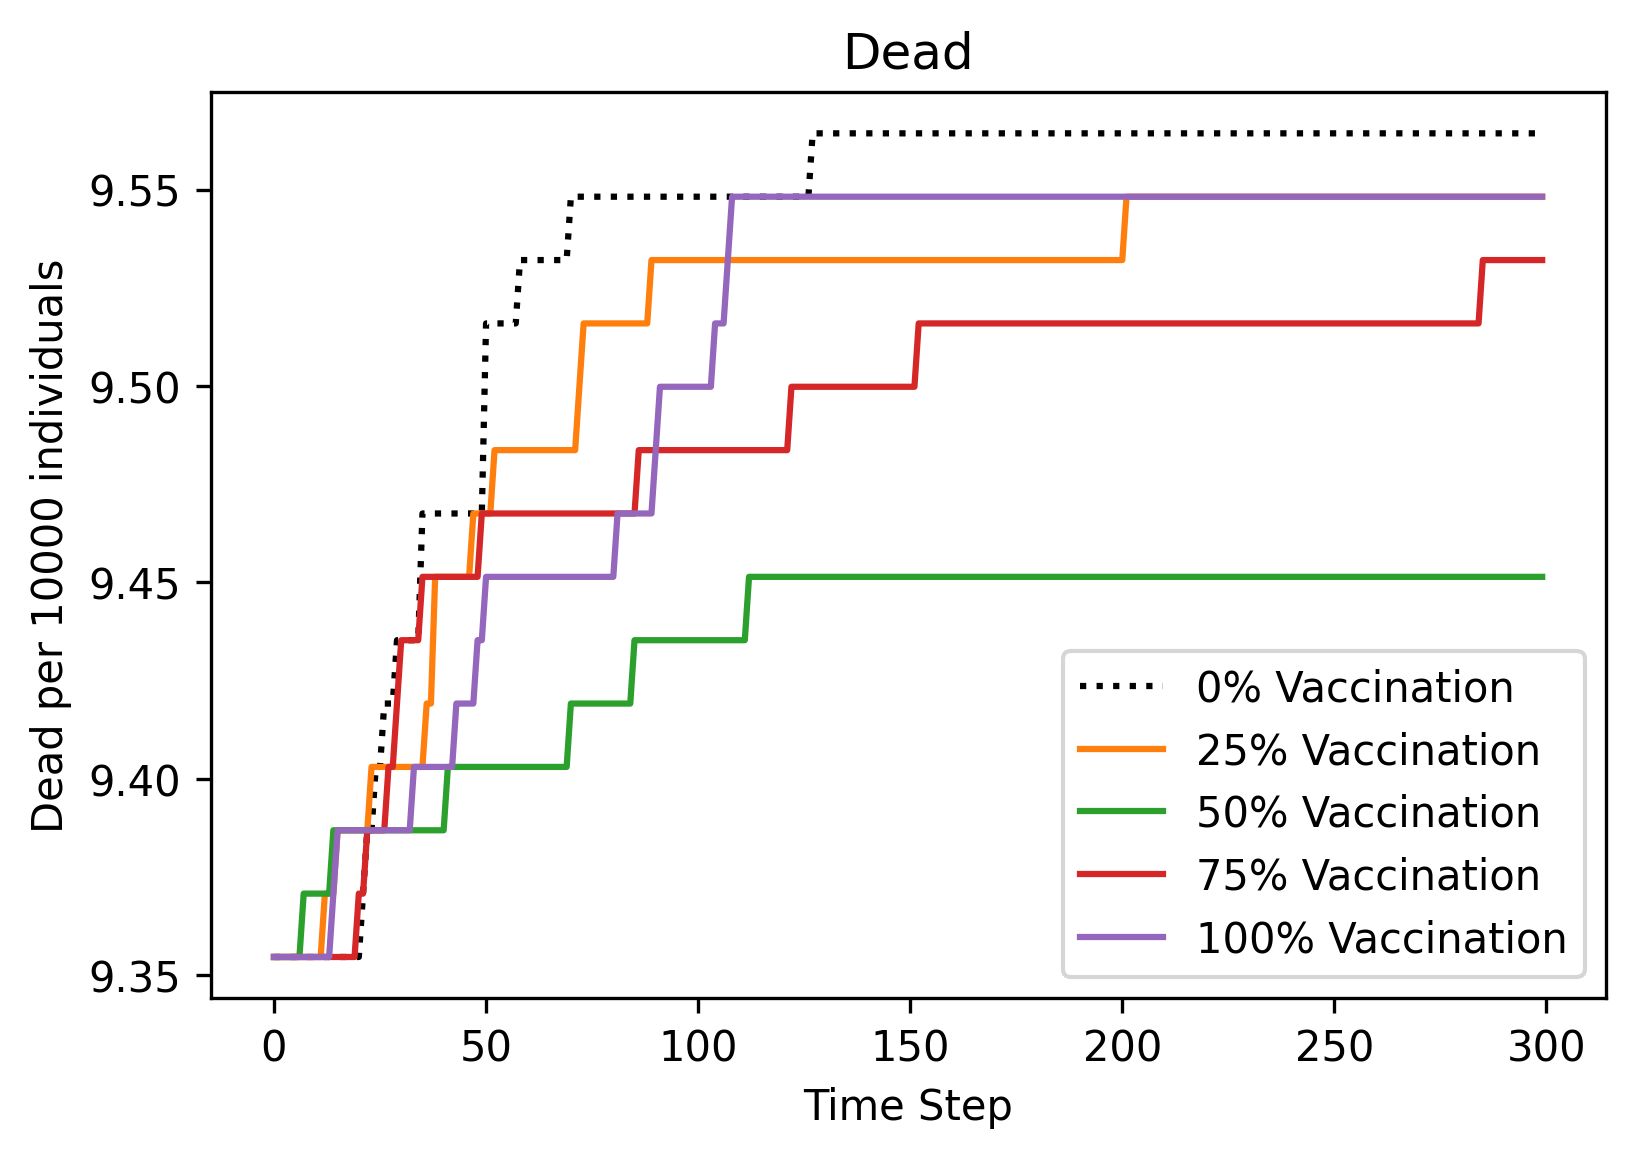 Dead
Dead per 10000 individuals
9.55
9.50
9.45
9.40
9.35
0% Vaccination
25% Vaccination
50% Vaccination
75% Vaccination
100% Vaccination
0 50 100 150 200 250 300
Time Step